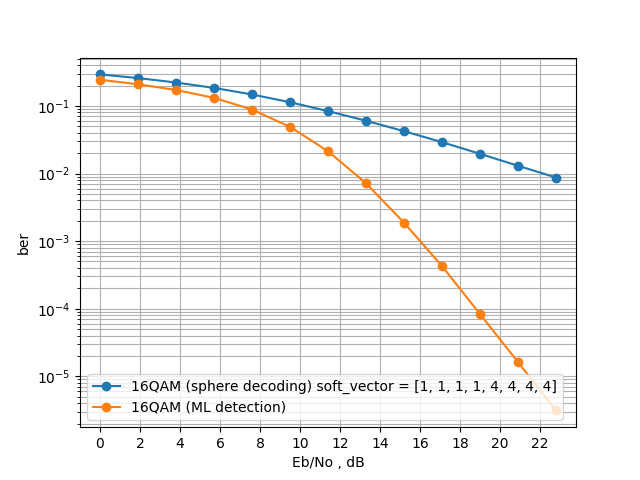 ber
10⁻¹
10⁻²
10⁻³
10⁻⁴
10⁻⁵
16QAM (sphere decoding) soft_vector = [1, 1, 1, 1, 4, 4, 4, 4]
16QAM (ML detection)
0 2 4 6 8 10 12 14 16 18 20 22
Eb/No , dB